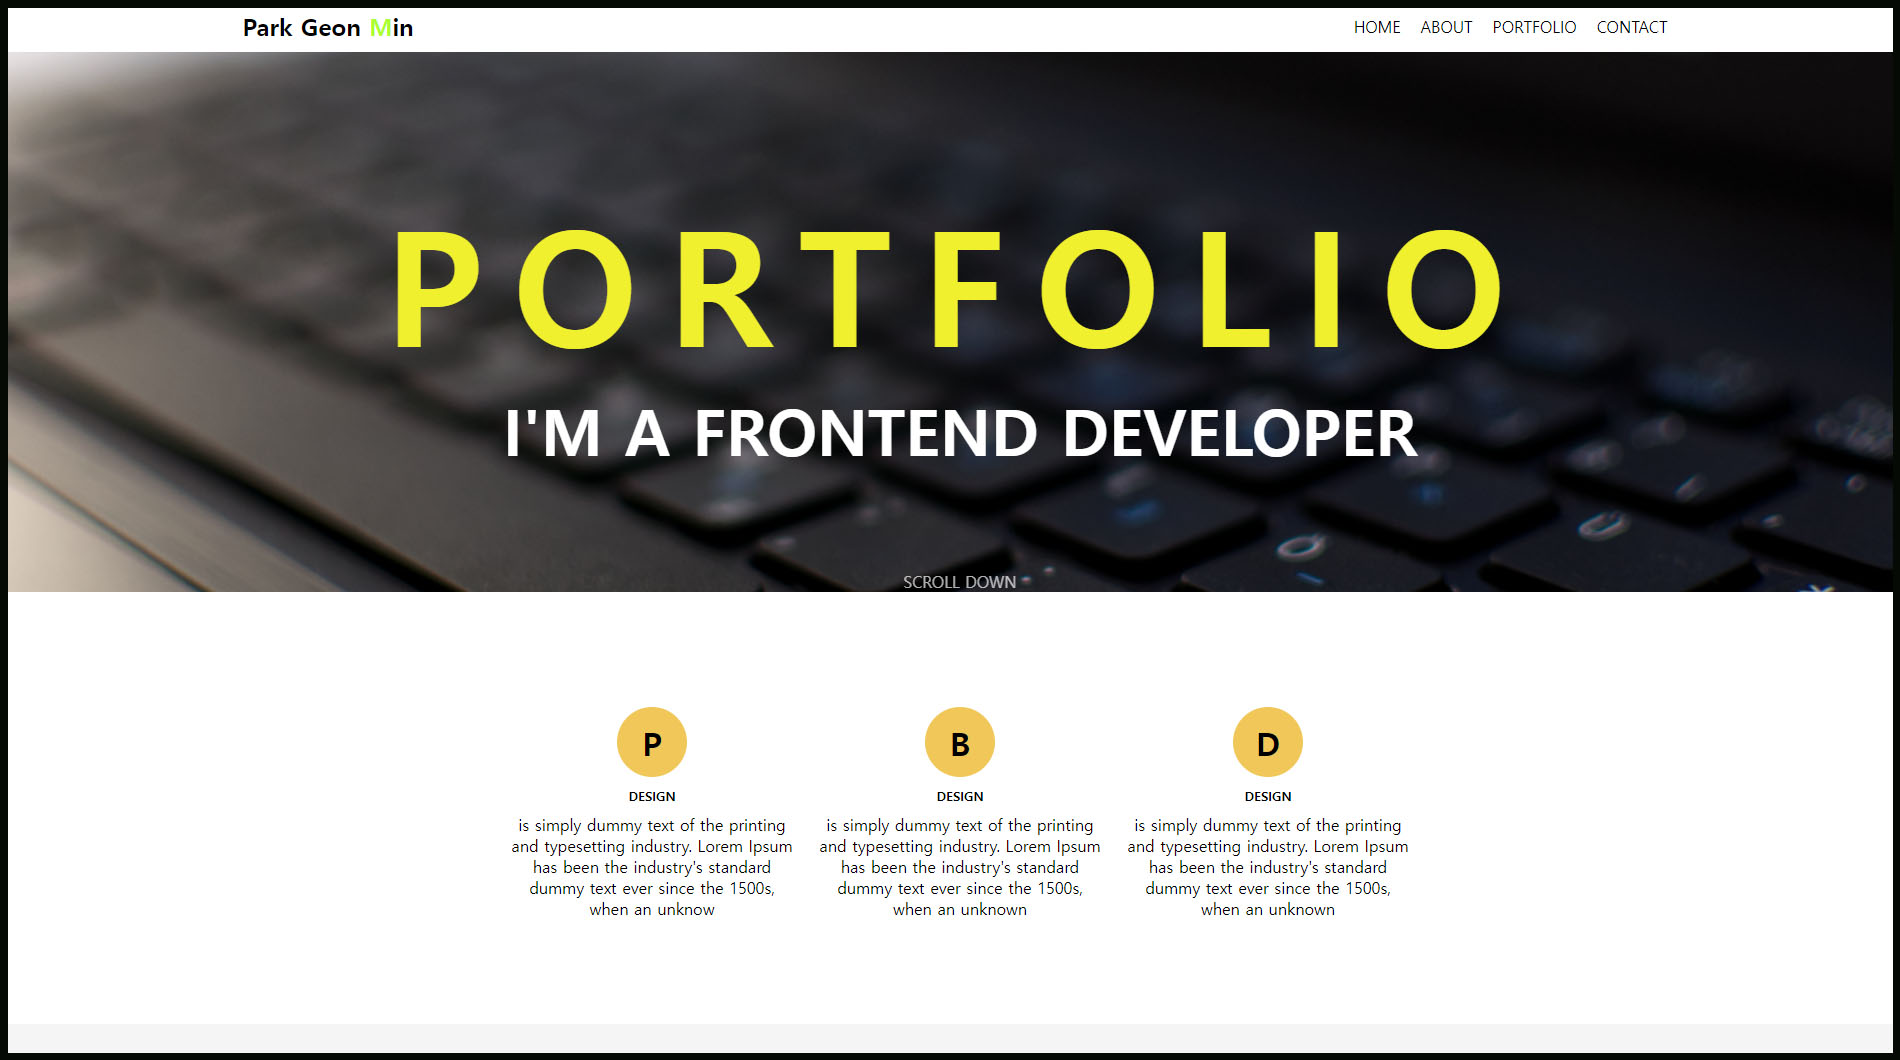 Park Geon Min
HOME ABOUT PORTFOLIO CONTACT
PORTFOLIO
I'M A FRONTEND DEVELOPER
SCROLL DOWN
P
DESIGN
is simply dummy text of the printing
and typesetting industry. Lorem Ipsum
has been the industry's standard
dummy text ever since the 1500s,
when an unknow
B
DESIGN
is simply dummy text of the printing
and typesetting industry. Lorem Ipsum
has been the industry's standard
dummy text ever since the 1500s,
when an unknown
D
DESIGN
is simply dummy text of the printing
and typesetting industry. Lorem Ipsum
has been the industry's standard
dummy text ever since the 1500s,
when an unknown